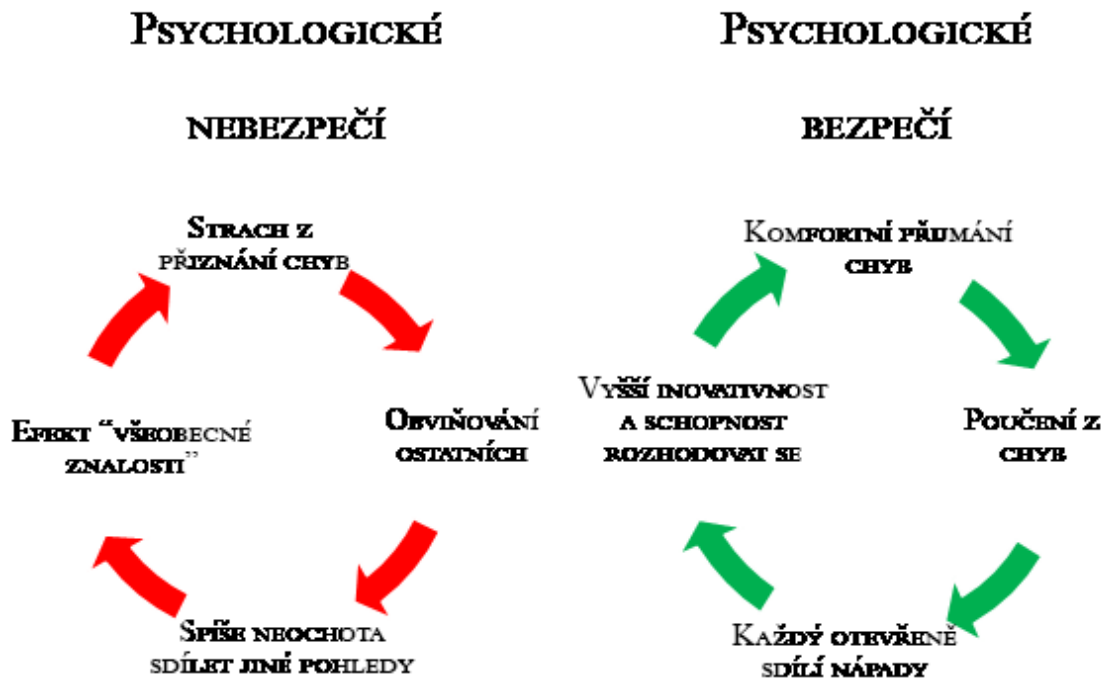 PSYCHOLOGICKÉ
NEBEZPEČÍ
STRACH Z
PŘIZNÁNÍ CHYB
OBVIŇOVÁNÍ
OSTATNÍCH
SPÍŠE NEOCHOTA
SDÍLET JINÉ POHLEDY
EFEKT “VŠEOBECNÉ
ZNALOSTI”
PSYCHOLOGICKÉ
BEZPEČÍ
KOMFORTNÍ PŘIJMÁNÍ
CHYB
POUČENÍ Z
CHYB
KAŽDÝ OTEVŘENĚ
SDÍLÍ NÁPADY
VYŠŠÍ INOVATIVNOST
A SCHOPNOST
ROZHODOVAT SE